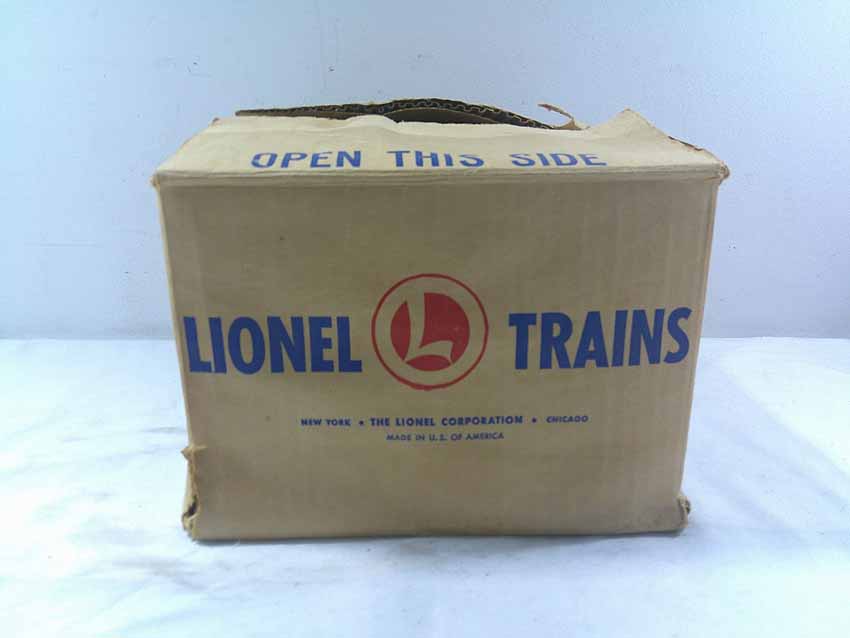 OPEN THIS SIDE
LIONEL L TRAINS
NEW YORK • THE LIONEL CORPORATION • CHICAGO
MADE IN U. S. OF AMERICA